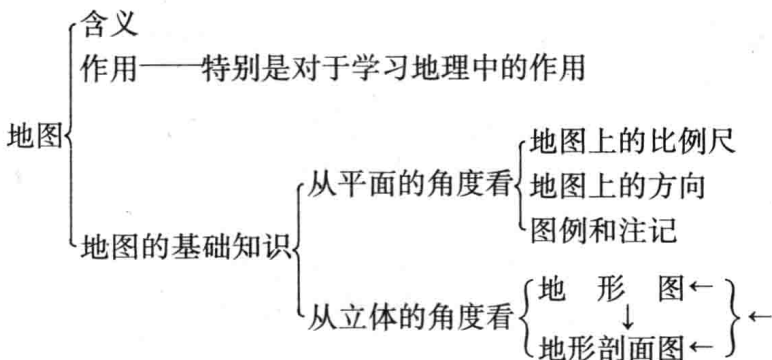 含义
作用——特别是对于学习地理中的作用
地图
地图上的比例尺
从平面的角度看
地图上的方向
图例和注记
地图的基础知识
地形图←
↓
从立体的角度看
←
地形剖面图←